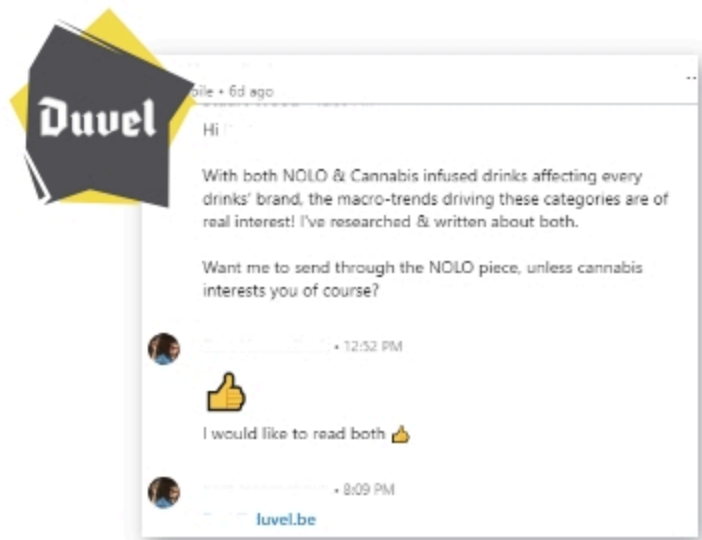 Duvel
• 6d ago
Hi
With both NOLO & Cannabis infused drinks affecting every
drinks' brand, the macro-trends driving these categories are of
real interest! I've researched & written about both.
Want me to send through the NOLO piece, unless cannabis
interests you of course?
• 12:52 PM
👍
I would like to read both 👍
• 8:09 PM
luvel.be